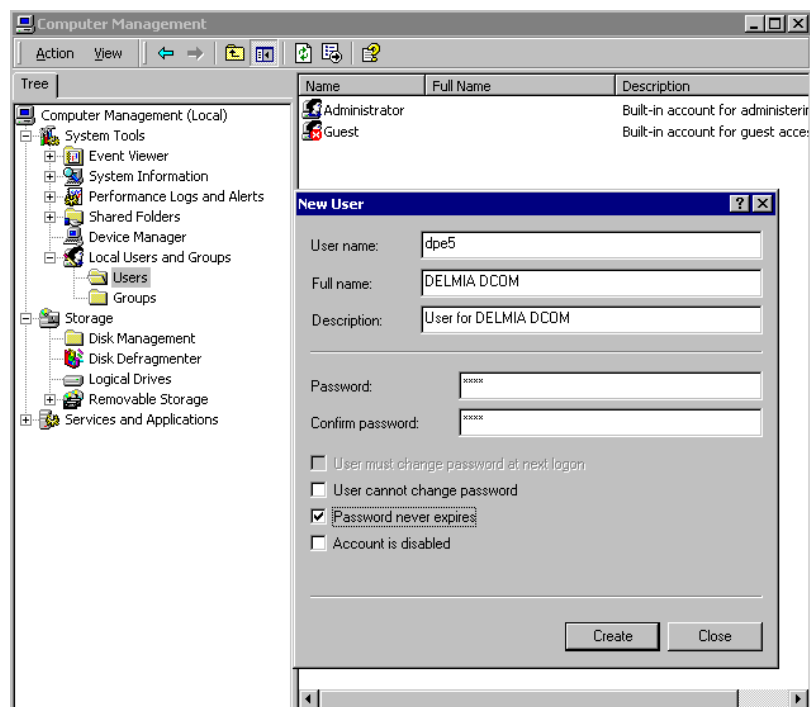 Computer Management
Action View
Tree
Name Full Name Description
Computer Management (Local)
System Tools
Event Viewer
System Information
Performance Logs and Alerts
Shared Folders
Device Manager
Local Users and Groups
Users
Groups
Storage
Disk Management
Disk Defragmenter
Logical Drives
Removable Storage
Services and Applications
Administrator Built-in account for administerin
Guest Built-in account for guest acce
New User
User name: dpe5
Full name: DELMIA DCOM
Description: User for DELMIA DCOM
Password: xxxx
Confirm password: xxxx
User must change password at next logon
User cannot change password
Password never expires
Account is disabled
Create Close